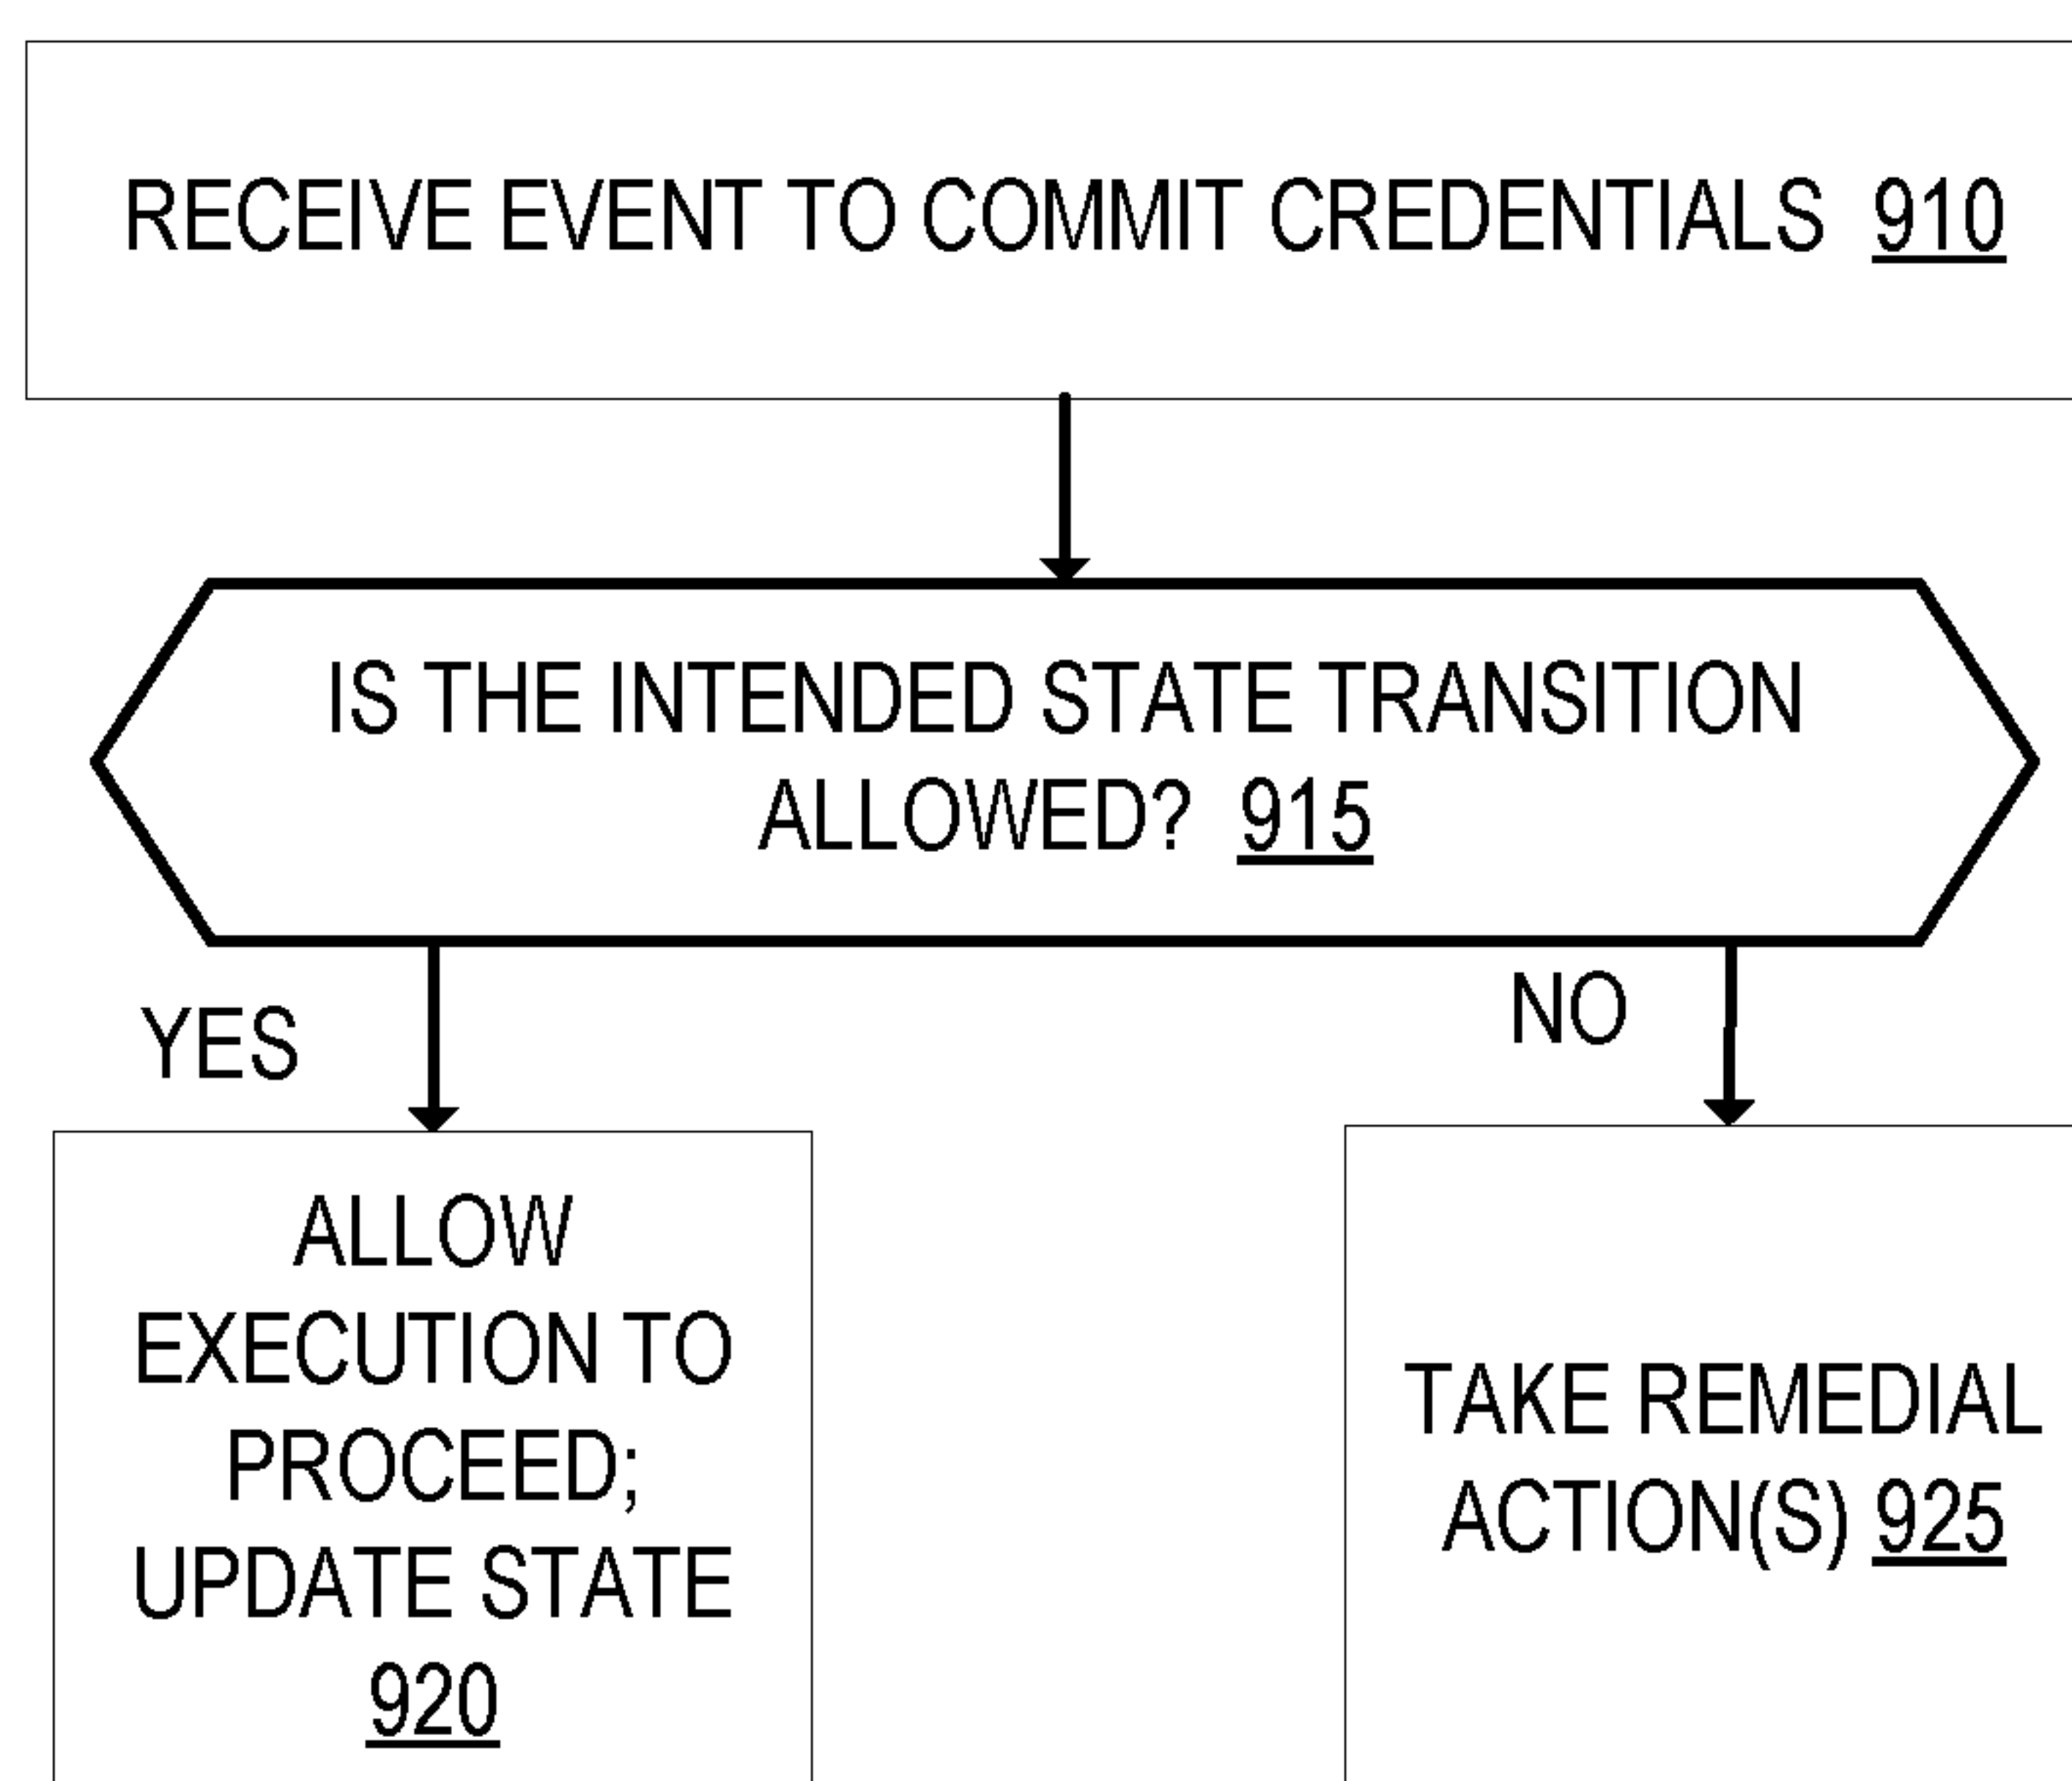 RECEIVE EVENT TO COMMIT CREDENTIALS 910
IS THE INTENDED STATE TRANSITION
ALLOWED? 915
YES
NO
ALLOW
EXECUTION TO
PROCEED;
UPDATE STATE
920
TAKE REMEDIAL
ACTION(S) 925